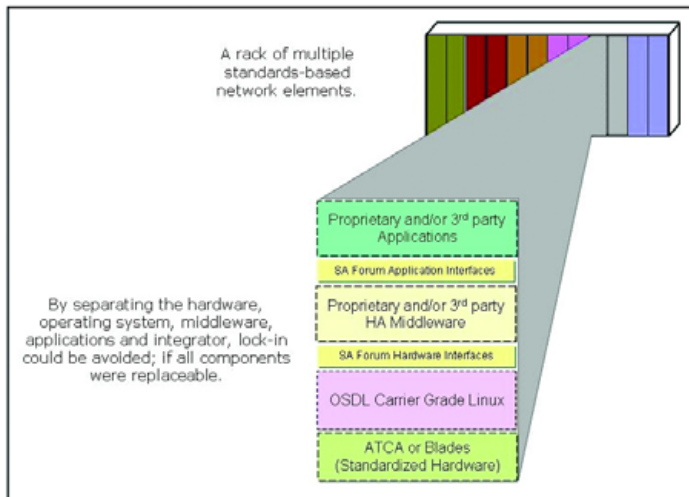 A rack of multiple
standards-based
network elements.
Proprietary and/or 3rd party
Applications
SA Forum Application Interfaces
Proprietary and/or 3rd party
HA Middleware
SA Forum Hardware Interfaces
OSDL Carrier Grade Linux
ATCA or Blades
(Standardized Hardware)
By separating the hardware,
operating system, middleware,
applications and integrator, lock-in
could be avoided; if all components
were replaceable.